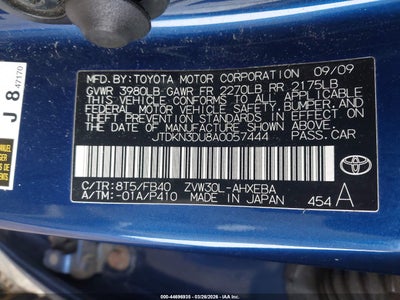 J 8
47170
MFD. BY: TOYOTA MOTOR CORPORATION 09/09
GVWR 3980LB GAWR FR 2270LB RR 2175LB
THIS VEHICLE CONFORMS TO ALL APPLICABLE
FEDERAL MOTOR VEHICLE SAFETY, BUMPER, AND
THEFT PREVENTION STANDARDS IN EFFECT ON
THE DATE OF MANUFACTURE SHOWN ABOVE.
JTDKN3DU8A0057444 PASS. CAR
C/TR: 8T5/FB40 ZVW30L-AHXEBA
A/TM: -01A/P410 MADE IN JAPAN
454 A
TOYOTA
000-44696935 - 03/26/2026 - IAA